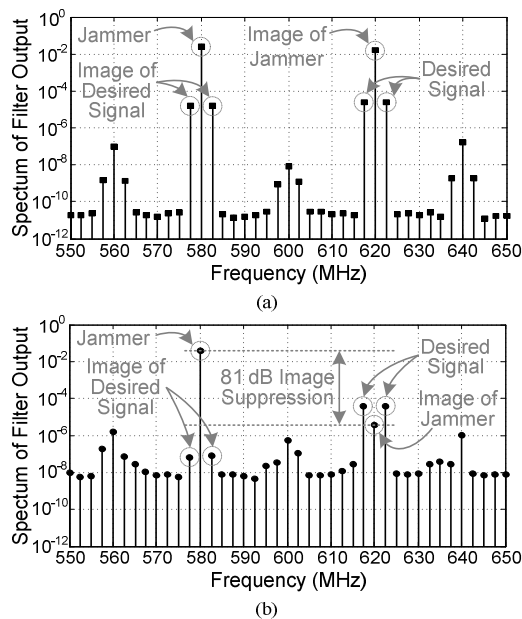 Spectum of Filter Output
10^0
10^-2
10^-4
10^-6
10^-8
10^-10
10^-12
Jammer
Image of
Desired
Signal
Image of
Jammer
Desired
Signal
550 560 570 580 590 600 610 620 630 640 650
Frequency (MHz)
(a)
Spectum of Filter Output
10^0
10^-2
10^-4
10^-6
10^-8
10^-10
10^-12
Jammer
Image of
Desired
Signal
81 dB Image
Suppression
Desired
Signal
Image of
Jammer
550 560 570 580 590 600 610 620 630 640 650
Frequency (MHz)
(b)